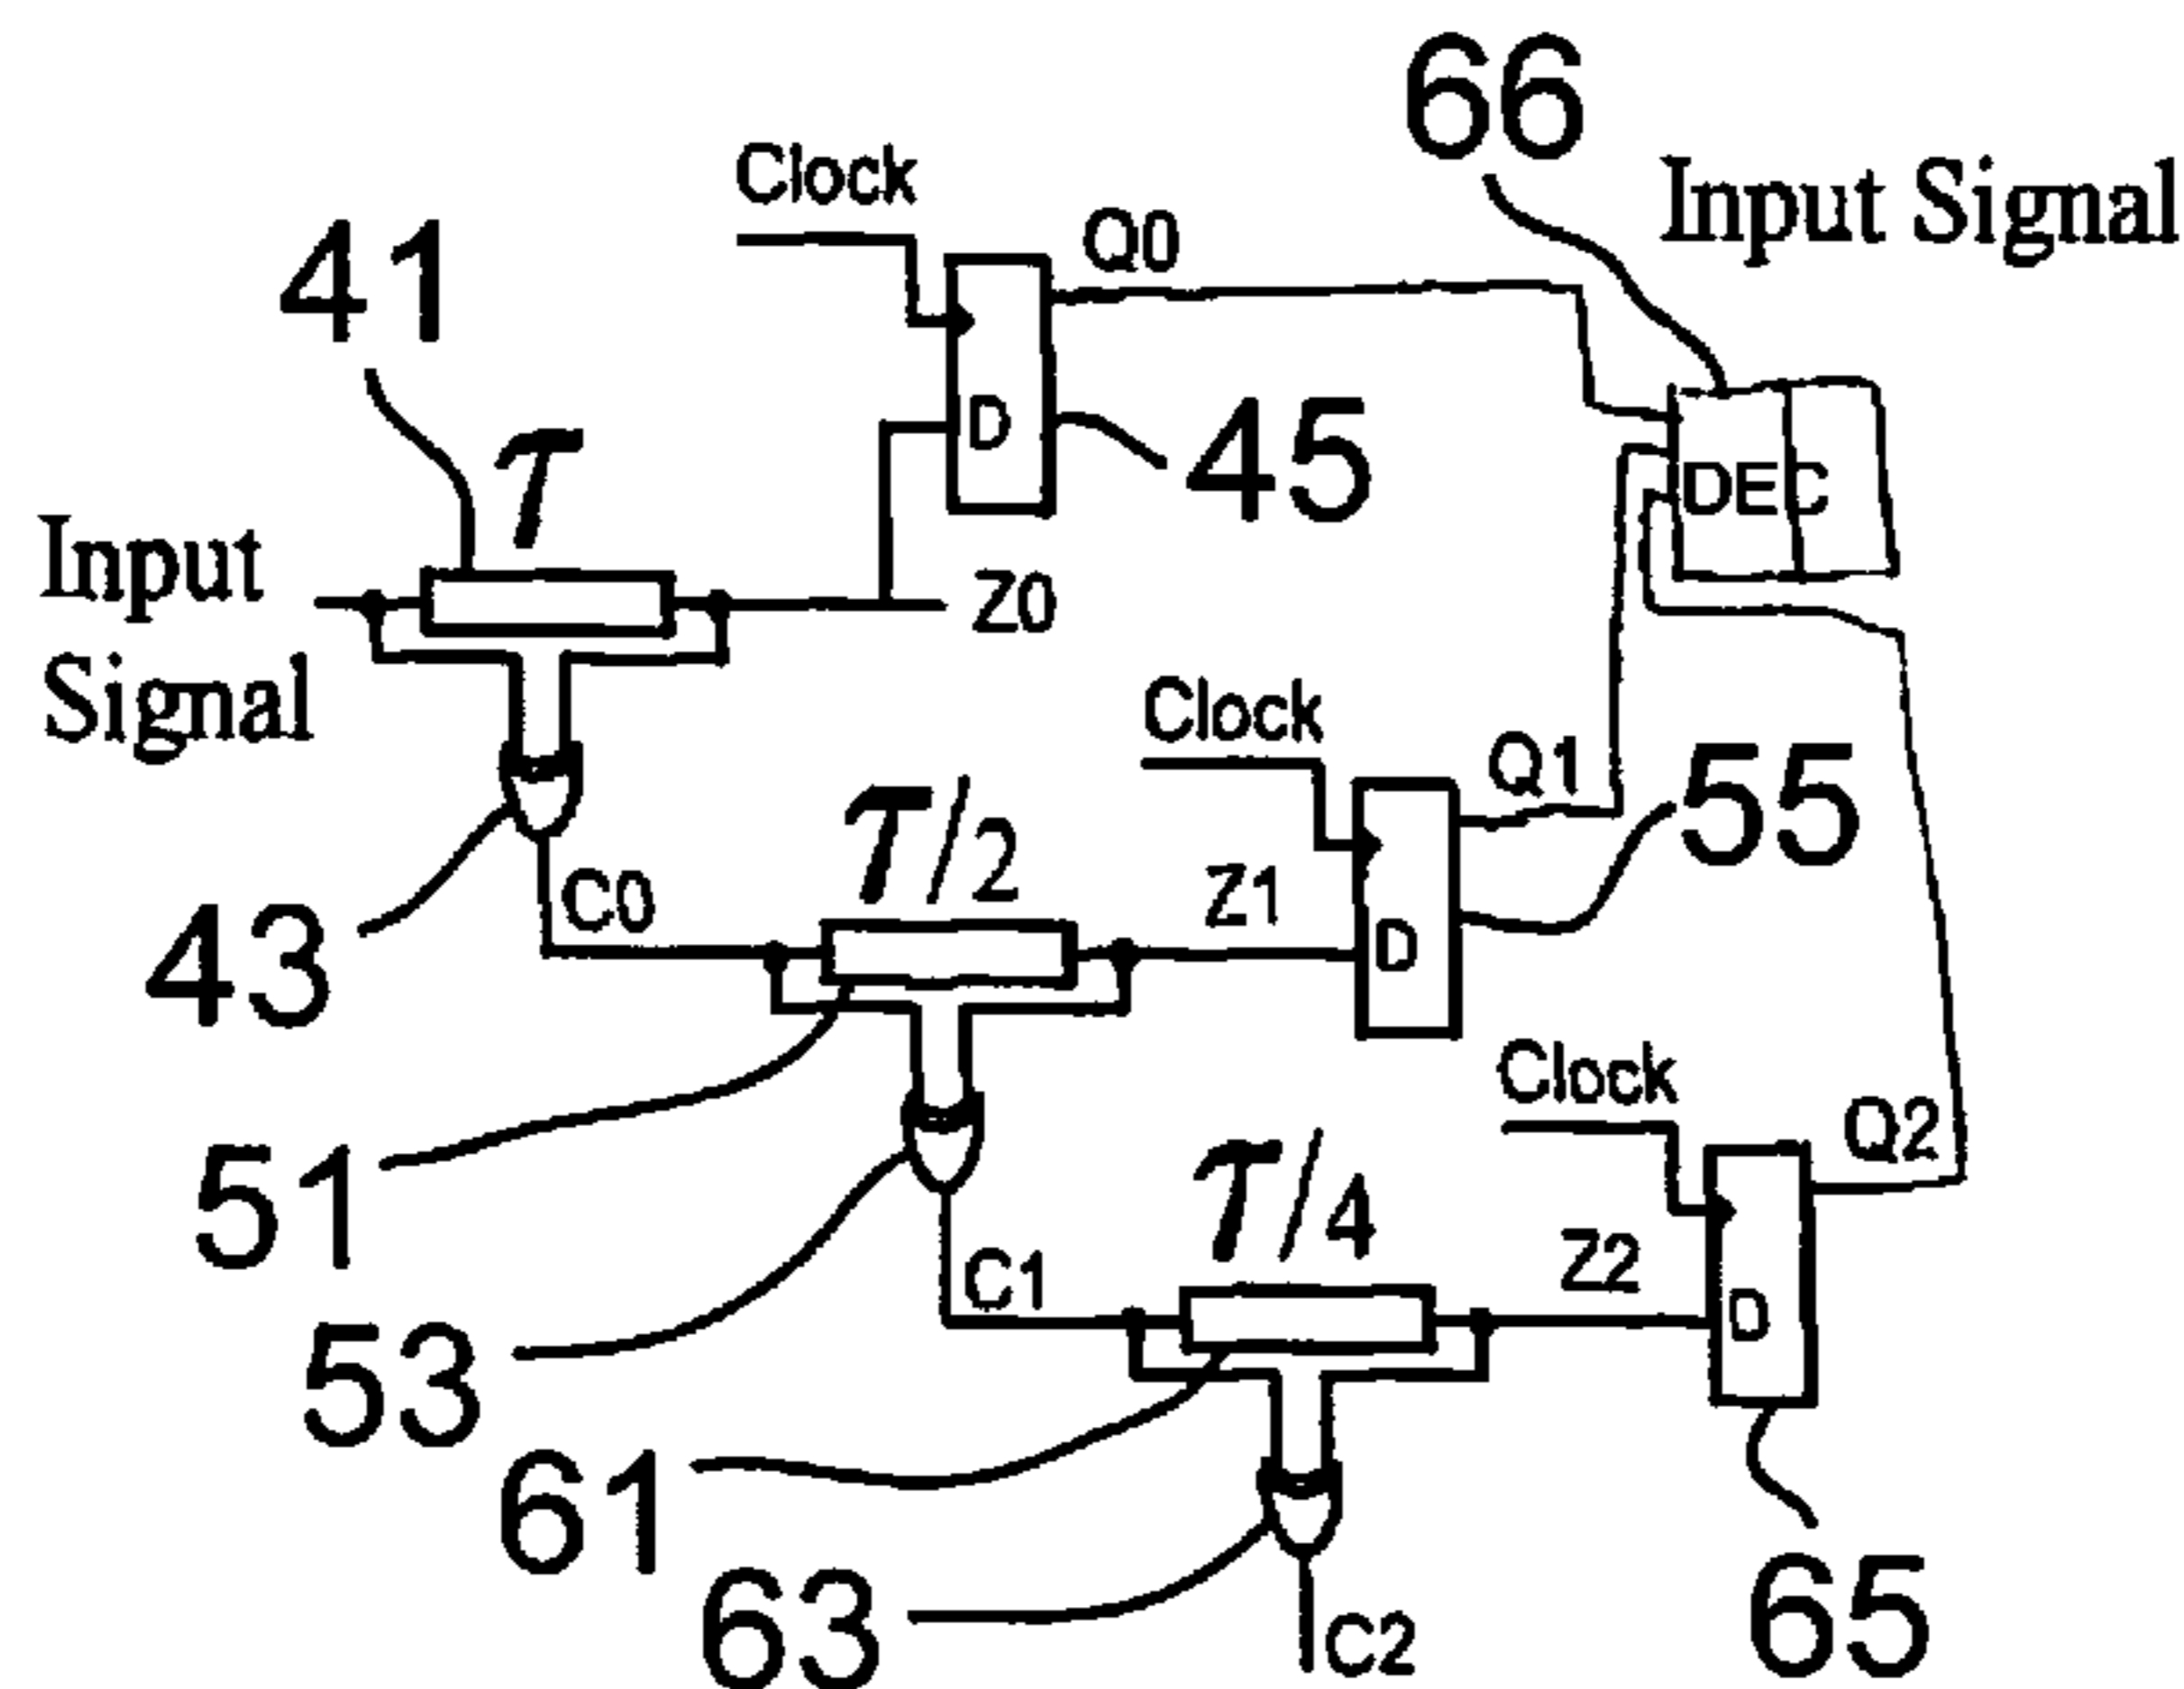 66
Clock
Input Signal
41
Q0
τ
D
45
DEC
Input
Signal
Z0
Clock
Q1
55
τ/2
Z1
C0
43
D
Clock
Q2
51
τ/4
Z2
C1
D
53
61
63
C2
65